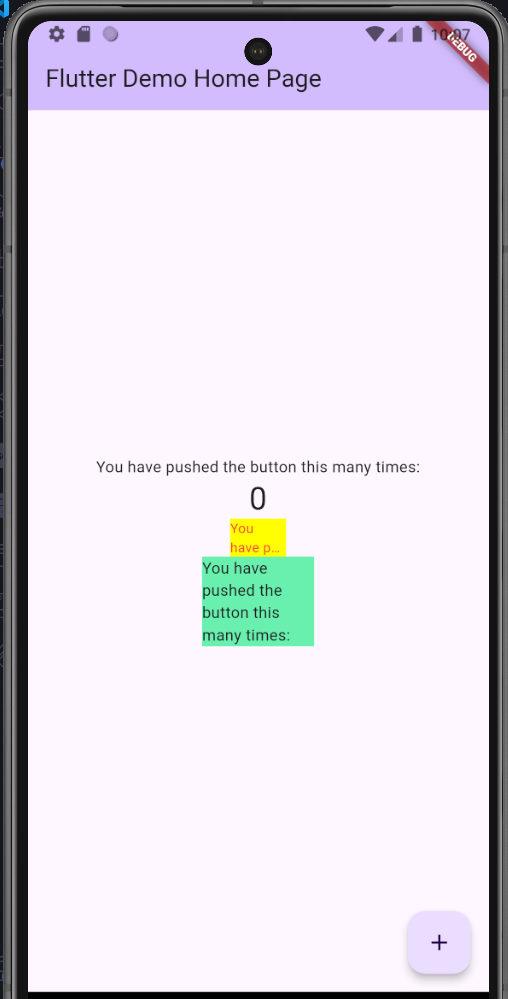 10:07
DEBUG
Flutter Demo Home Page
You have pushed the button this many times:
0
You
have p...
You have
pushed the
button this
many times:
+